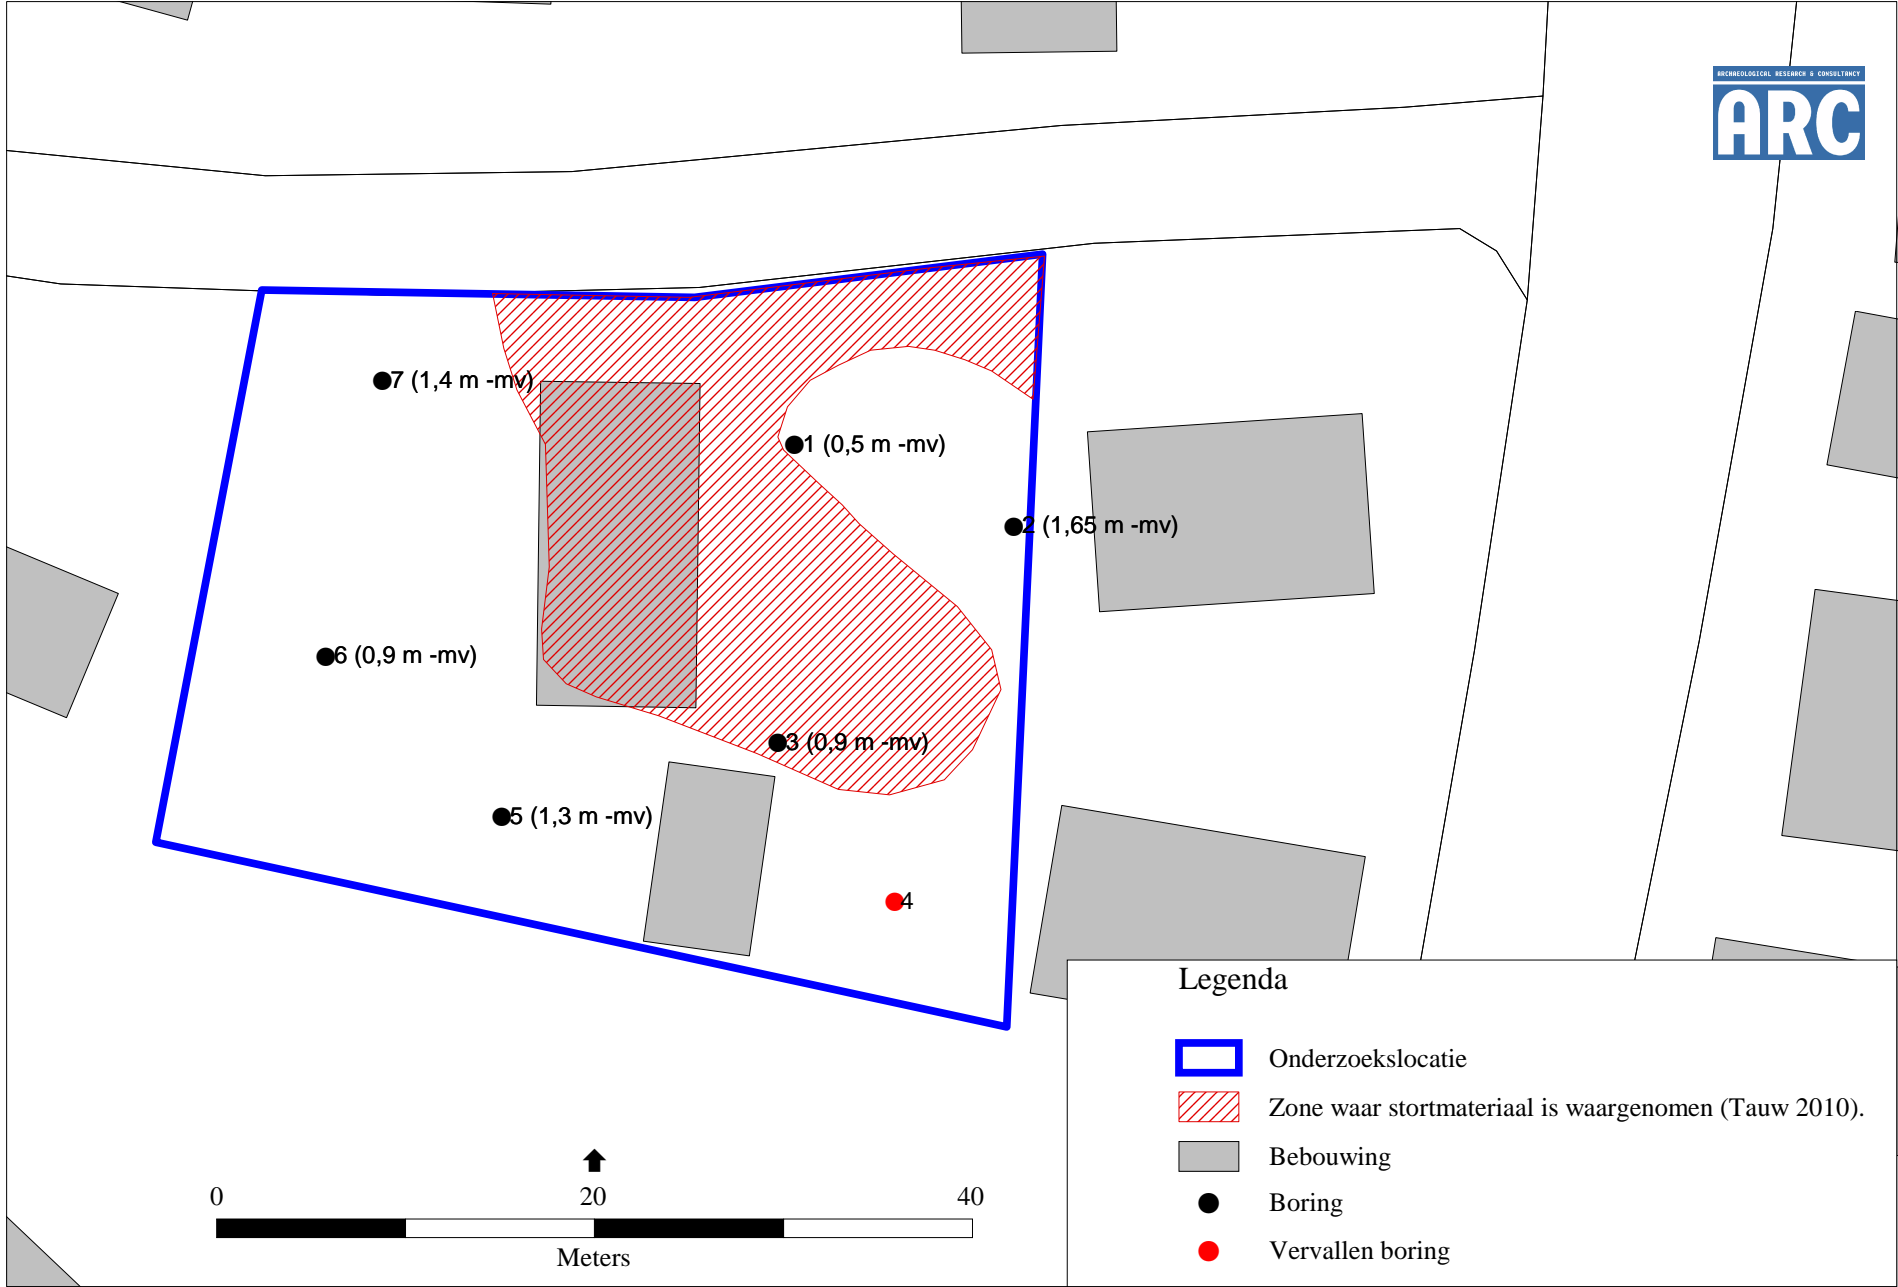 ARCHAEOLOGICAL RESEARCH & CONSULTANCY
ARC
7 (1,4 m -mv)
1 (0,5 m -mv)
2 (1,65 m -mv)
6 (0,9 m -mv)
3 (0,9 m -mv)
5 (1,3 m -mv)
4
Legenda
Onderzoekslocatie
Zone waar stortmateriaal is waargenomen (Tauw 2010).
Bebouwing
Boring
Vervallen boring
0 20 40
Meters